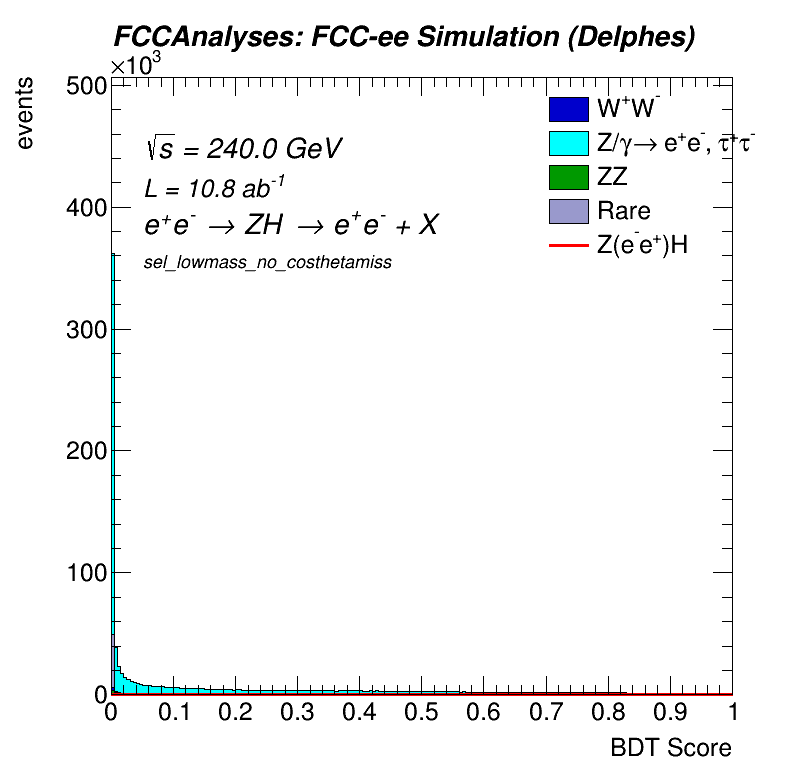 FCCAnalyses: FCC-ee Simulation (Delphes)
×10³
events
500
400
300
200
100
0
√s = 240.0 GeV
L = 10.8 ab⁻¹
e⁺e⁻ → ZH → e⁺e⁻ + X
sel_lowmass_no_costhetamiss
W⁺W⁻
Z/γ→ e⁺e⁻, τ⁺τ⁻
ZZ
Rare
Z(e⁻e⁺)H
0 0.1 0.2 0.3 0.4 0.5 0.6 0.7 0.8 0.9 1
BDT Score